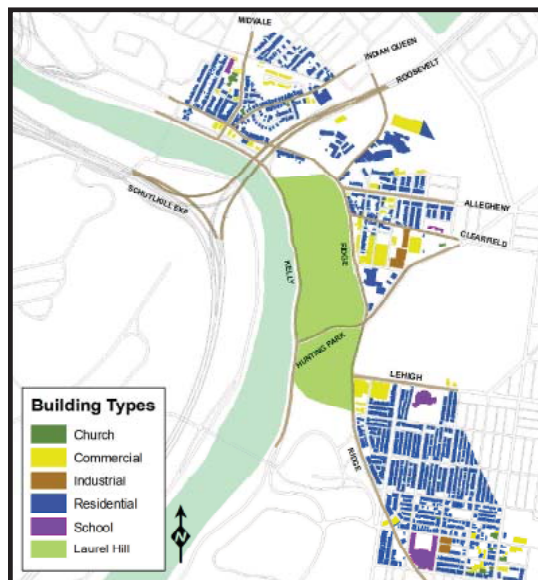 MIDVALE
INDIAN QUEEN
ROOSEVELT
SCHUYLKILL EXP
ALLEGHENY
CLEARFIELD
KELLY
RIDGE
HUNTING PARK
LEHIGH
RIDGE
Building Types
Church
Commercial
Industrial
Residential
School
Laurel Hill
N